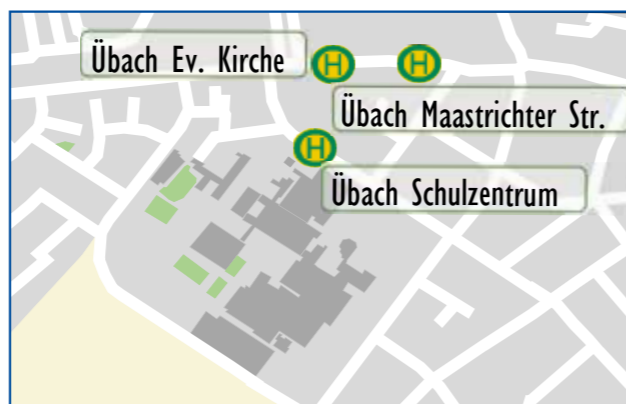 Übach Ev. Kirche
H
H
Übach Maastrichter Str.
H
Übach Schulzentrum